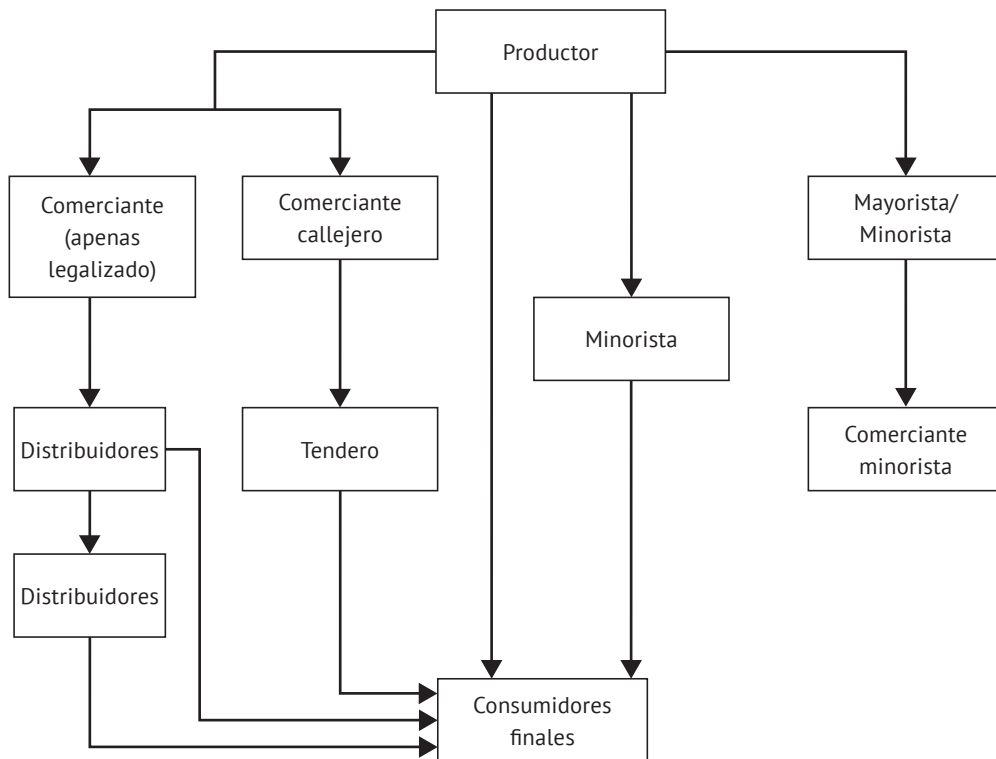 Productor
Comerciante
(apenas
legalizado)
Comerciante
callejero
Mayorista/
Minorista
Minorista
Distribuidores
Tendero
Comerciante
minorista
Distribuidores
Consumidores
finales